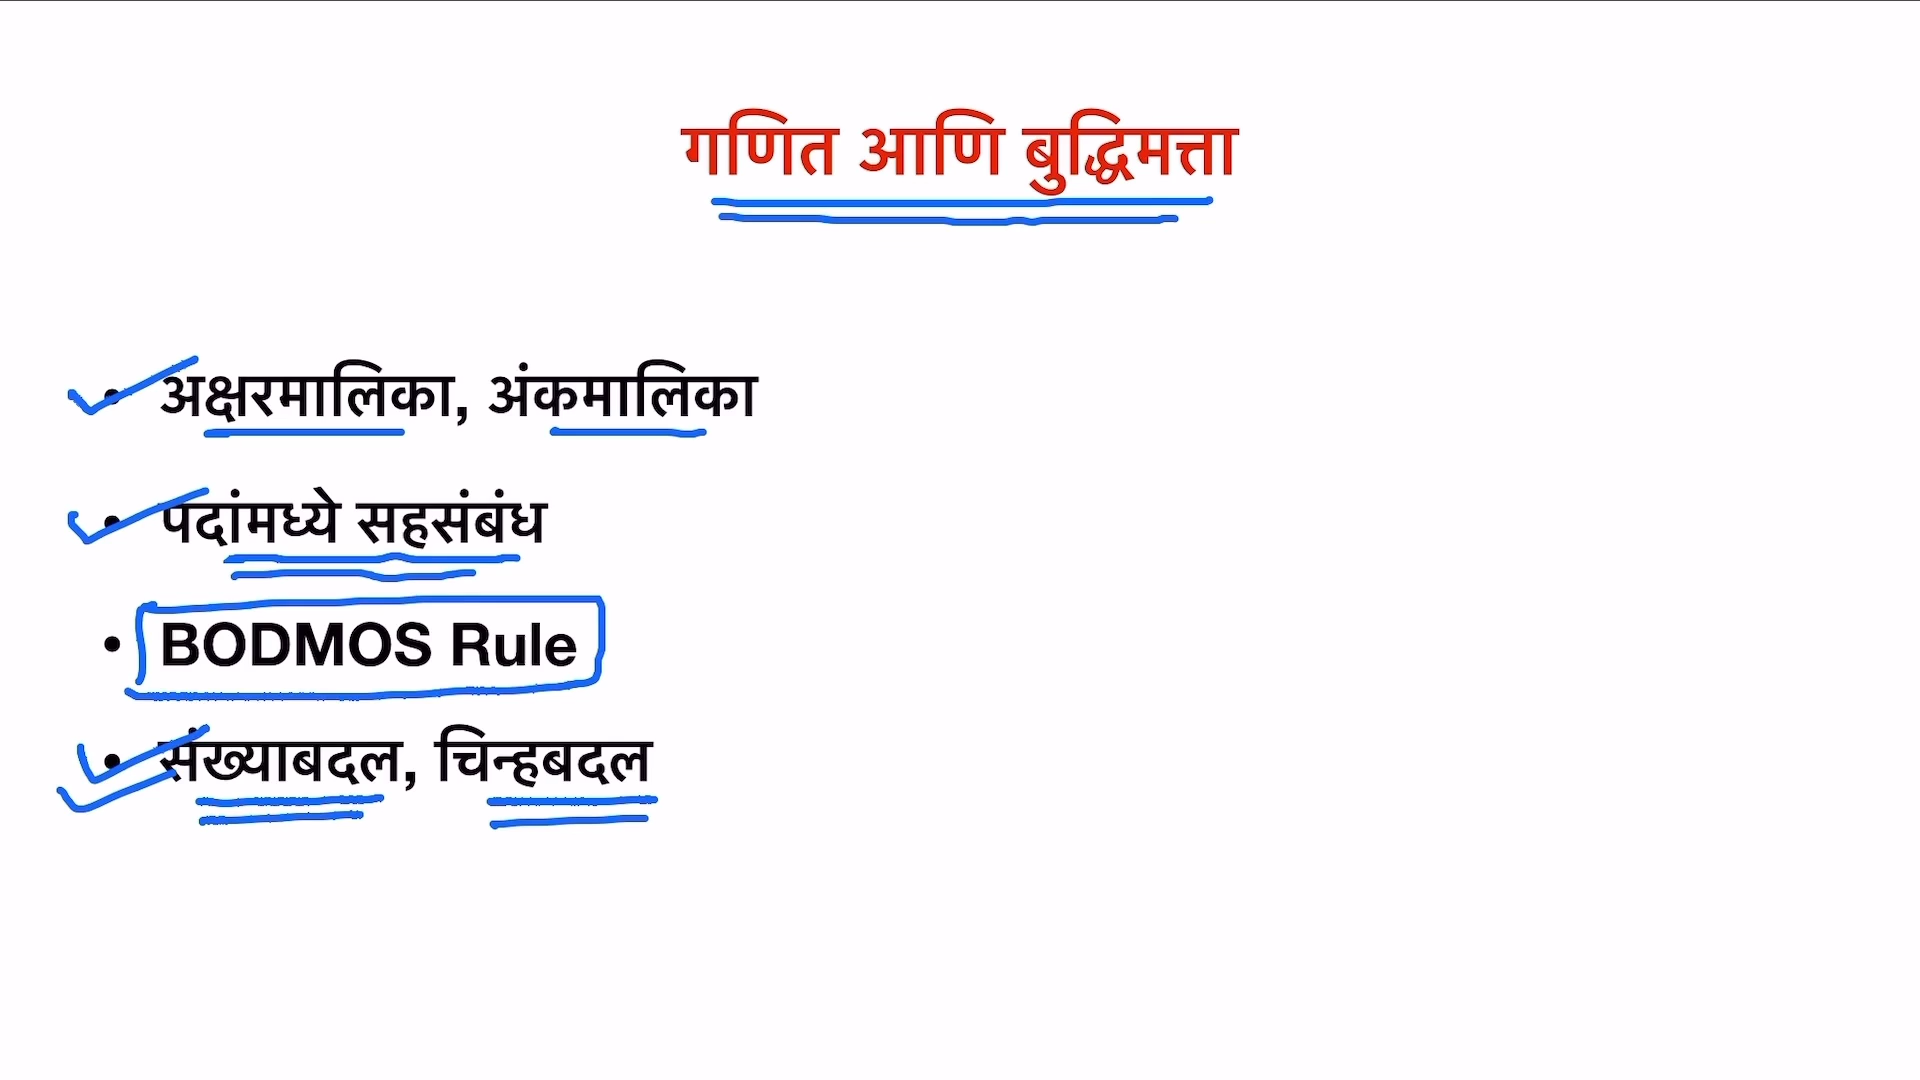 गणित आणि बुद्धिमत्ता
• अक्षरमालिका, अंकमालिका
• पदांमध्ये सहसंबंध
• BODMOS Rule
• संख्याबदल, चिन्हबदल